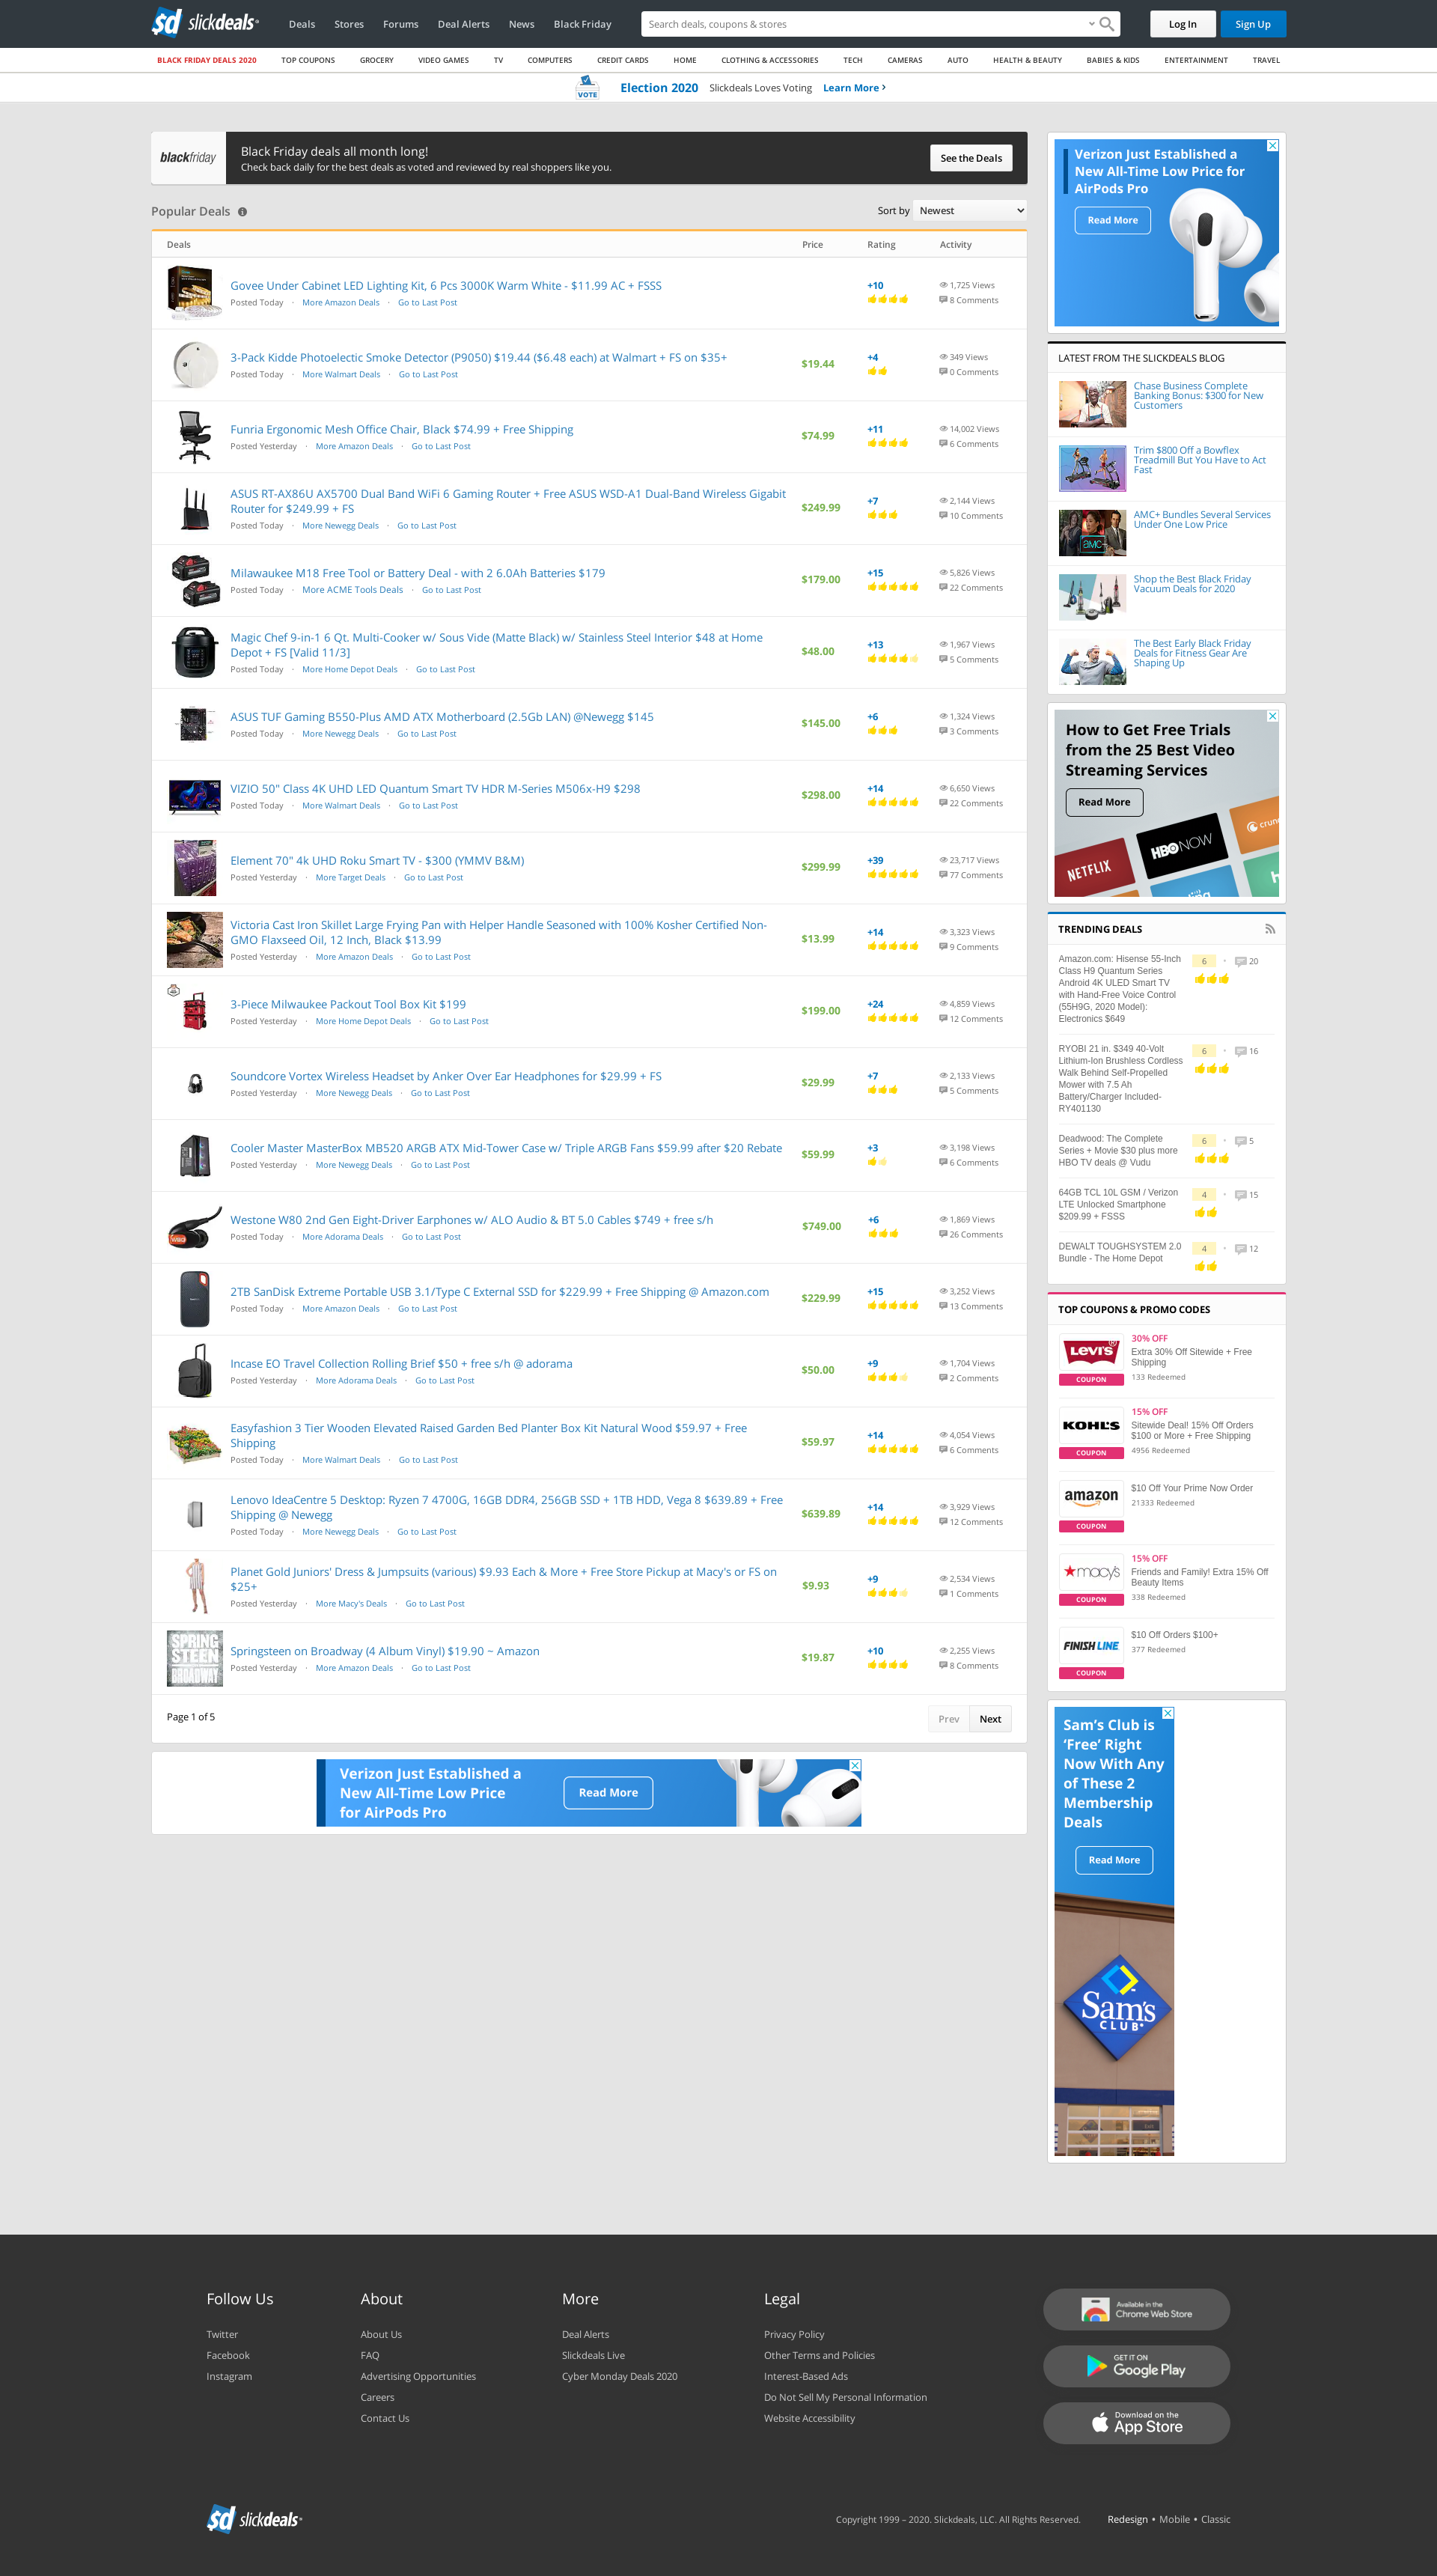 slickdeals
Deals
Stores
Forums
Deal Alerts
News
Black Friday
Search deals, coupons & stores
Log In
Sign Up
BLACK FRIDAY DEALS 2020
TOP COUPONS
GROCERY
VIDEO GAMES
TV
COMPUTERS
CREDIT CARDS
HOME
CLOTHING & ACCESSORIES
TECH
CAMERAS
AUTO
HEALTH & BEAUTY
BABIES & KIDS
ENTERTAINMENT
TRAVEL
VOTE
Election 2020
Slickdeals Loves Voting
Learn More
blackfriday
Black Friday deals all month long!
Check back daily for the best deals as voted and reviewed by real shoppers like you.
See the Deals
Popular Deals
Sort by Newest
Deals
Price
Rating
Activity
Govee Under Cabinet LED Lighting Kit, 6 Pcs 3000K Warm White - $11.99 AC + FSSS
Posted Today · More Amazon Deals · Go to Last Post
+10
1,725 Views
8 Comments
3-Pack Kidde Photoelectic Smoke Detector (P9050) $19.44 ($6.48 each) at Walmart + FS on $35+
Posted Today · More Walmart Deals · Go to Last Post
$19.44
+4
349 Views
0 Comments
Funria Ergonomic Mesh Office Chair, Black $74.99 + Free Shipping
Posted Yesterday · More Amazon Deals · Go to Last Post
$74.99
+11
14,002 Views
6 Comments
ASUS RT-AX86U AX5700 Dual Band WiFi 6 Gaming Router + Free ASUS WSD-A1 Dual-Band Wireless Gigabit
Router for $249.99 + FS
Posted Today · More Newegg Deals · Go to Last Post
$249.99
+7
2,144 Views
10 Comments
Milawaukee M18 Free Tool or Battery Deal - with 2 6.0Ah Batteries $179
Posted Today · More ACME Tools Deals · Go to Last Post
$179.00
+15
5,826 Views
22 Comments
Magic Chef 9-in-1 6 Qt. Multi-Cooker w/ Sous Vide (Matte Black) w/ Stainless Steel Interior $48 at Home
Depot + FS [Valid 11/3]
Posted Today · More Home Depot Deals · Go to Last Post
$48.00
+13
1,967 Views
5 Comments
ASUS TUF Gaming B550-Plus AMD ATX Motherboard (2.5Gb LAN) @Newegg $145
Posted Today · More Newegg Deals · Go to Last Post
$145.00
+6
1,324 Views
3 Comments
VIZIO 50" Class 4K UHD LED Quantum Smart TV HDR M-Series M506x-H9 $298
Posted Today · More Walmart Deals · Go to Last Post
$298.00
+14
6,650 Views
22 Comments
Element 70" 4k UHD Roku Smart TV - $300 (YMMV B&M)
Posted Yesterday · More Target Deals · Go to Last Post
$299.99
+39
23,717 Views
77 Comments
Victoria Cast Iron Skillet Large Frying Pan with Helper Handle Seasoned with 100% Kosher Certified Non-
GMO Flaxseed Oil, 12 Inch, Black $13.99
Posted Yesterday · More Amazon Deals · Go to Last Post
$13.99
+14
3,323 Views
9 Comments
3-Piece Milwaukee Packout Tool Box Kit $199
Posted Yesterday · More Home Depot Deals · Go to Last Post
$199.00
+24
4,859 Views
12 Comments
Soundcore Vortex Wireless Headset by Anker Over Ear Headphones for $29.99 + FS
Posted Yesterday · More Newegg Deals · Go to Last Post
$29.99
+7
2,133 Views
5 Comments
Cooler Master MasterBox MB520 ARGB ATX Mid-Tower Case w/ Triple ARGB Fans $59.99 after $20 Rebate
Posted Yesterday · More Newegg Deals · Go to Last Post
$59.99
+3
3,198 Views
6 Comments
Westone W80 2nd Gen Eight-Driver Earphones w/ ALO Audio & BT 5.0 Cables $749 + free s/h
Posted Today · More Adorama Deals · Go to Last Post
$749.00
+6
1,869 Views
26 Comments
2TB SanDisk Extreme Portable USB 3.1/Type C External SSD for $229.99 + Free Shipping @ Amazon.com
Posted Today · More Amazon Deals · Go to Last Post
$229.99
+15
3,252 Views
13 Comments
Incase EO Travel Collection Rolling Brief $50 + free s/h @ adorama
Posted Yesterday · More Adorama Deals · Go to Last Post
$50.00
+9
1,704 Views
2 Comments
Easyfashion 3 Tier Wooden Elevated Raised Garden Bed Planter Box Kit Natural Wood $59.97 + Free
Shipping
Posted Today · More Walmart Deals · Go to Last Post
$59.97
+14
4,054 Views
6 Comments
Lenovo IdeaCentre 5 Desktop: Ryzen 7 4700G, 16GB DDR4, 256GB SSD + 1TB HDD, Vega 8 $639.89 + Free
Shipping @ Newegg
Posted Today · More Newegg Deals · Go to Last Post
$639.89
+14
3,929 Views
12 Comments
Planet Gold Juniors' Dress & Jumpsuits (various) $9.93 Each & More + Free Store Pickup at Macy's or FS on
$25+
Posted Yesterday · More Macy's Deals · Go to Last Post
$9.93
+9
2,534 Views
1 Comments
SPRING
STEEN
BROADWAY
Springsteen on Broadway (4 Album Vinyl) $19.90 ~ Amazon
Posted Yesterday · More Amazon Deals · Go to Last Post
$19.87
+10
2,255 Views
8 Comments
Page 1 of 5
Prev
Next
Verizon Just Established a
New All-Time Low Price
for AirPods Pro
Read More
Verizon Just Established a
New All-Time Low Price for
AirPods Pro
Read More
LATEST FROM THE SLICKDEALS BLOG
Chase Business Complete
Banking Bonus: $300 for New
Customers
Trim $800 Off a Bowflex
Treadmill But You Have to Act
Fast
AMC+ Bundles Several Services
Under One Low Price
aMC+
Shop the Best Black Friday
Vacuum Deals for 2020
The Best Early Black Friday
Deals for Fitness Gear Are
Shaping Up
How to Get Free Trials
from the 25 Best Video
Streaming Services
Read More
NETFLIX
HBO NOW
crunc
TRENDING DEALS
Amazon.com: Hisense 55-Inch
Class H9 Quantum Series
Android 4K ULED Smart TV
with Hand-Free Voice Control
(55H9G, 2020 Model):
Electronics $649
6
20
RYOBI 21 in. $349 40-Volt
Lithium-Ion Brushless Cordless
Walk Behind Self-Propelled
Mower with 7.5 Ah
Battery/Charger Included-
RY401130
6
16
Deadwood: The Complete
Series + Movie $30 plus more
HBO TV deals @ Vudu
6
5
64GB TCL 10L GSM / Verizon
LTE Unlocked Smartphone
$209.99 + FSSS
4
15
DEWALT TOUGHSYSTEM 2.0
Bundle - The Home Depot
4
12
TOP COUPONS & PROMO CODES
LEVI'S
COUPON
30% OFF
Extra 30% Off Sitewide + Free
Shipping
133 Redeemed
KOHL'S
COUPON
15% OFF
Sitewide Deal! 15% Off Orders
$100 or More + Free Shipping
4956 Redeemed
amazon
COUPON
$10 Off Your Prime Now Order
21333 Redeemed
macy's
COUPON
15% OFF
Friends and Family! Extra 15% Off
Beauty Items
338 Redeemed
FINISH LINE
COUPON
$10 Off Orders $100+
377 Redeemed
Sam's Club is
‘Free’ Right
Now With Any
of These 2
Membership
Deals
Read More
Sam's
CLUB
Follow Us
Twitter
Facebook
Instagram
About
About Us
FAQ
Advertising Opportunities
Careers
Contact Us
More
Deal Alerts
Slickdeals Live
Cyber Monday Deals 2020
Legal
Privacy Policy
Other Terms and Policies
Interest-Based Ads
Do Not Sell My Personal Information
Website Accessibility
Available in the
Chrome Web Store
GET IT ON
Google Play
Download on the
App Store
slickdeals
Copyright 1999 – 2020. Slickdeals, LLC. All Rights Reserved.
Redesign • Mobile • Classic